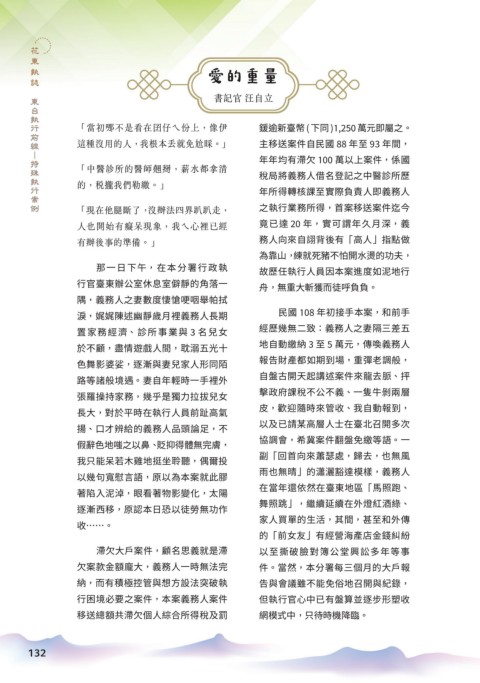 花東執誌 東台執行前鋒—特殊執行案例
愛的重量
書記官 汪自立
「當初嘟不是看在囝仔ㄟ份上，像伊
這種沒用的人，我根本丟就免尬睬。」
「中醫診所的醫師翹翔，薪水都拿清
的，稅攏我們勒繳。」
「現在他腿斷了，沒辦法四界趴趴走，
人也開始有癡呆現象，我ㄟ心裡已經
有辦後事的準備。」
那一日下午，在本分署行政執
行官臺東辦公室休息室僻靜的角落一
隅，義務人之妻數度悽愴哽咽舉帕拭
淚，娓娓陳述幽靜歲月裡義務人長期
置家務經濟、診所事業與 3 名兒女
於不顧，盡情遊戲人間，耽溺五光十
色舞影婆娑，逐漸與妻兒家人形同陌
路等諸般境遇。妻自年輕時一手裡外
張羅操持家務，幾乎是獨力拉拔兒女
長大，對於平時在執行人員前趾高氣
揚、口才辨給的義務人品頭論足，不
假辭色地嗤之以鼻、貶抑得體無完膚，
我只能呆若木雞地挺坐聆聽，偶爾投
以幾句寬慰言語，原以為本案就此膠
著陷入泥淖，眼看著物影變化，太陽
逐漸西移，原認本日恐以徒勞無功作
收……。
滯欠大戶案件，顧名思義就是滯
欠案款金額龐大，義務人一時無法完
納，而有積極控管與想方設法突破執
行困境必要之案件，本案義務人案件
移送總額共滯欠個人綜合所得稅及罰
鍰逾新臺幣 ( 下同 )1,250 萬元即屬之。
主移送案件自民國 88 年至 93 年間，
年年均有滯欠 100 萬以上案件，係國
稅局將義務人借名登記之中醫診所歷
年所得轉核課至實際負責人即義務人
之執行業務所得，首案移送案件迄今
竟已達 20 年，實可謂年久月深，義
務人向來自詡背後有「高人」指點做
為靠山，練就死豬不怕開水燙的功夫，
故歷任執行人員因本案進度如泥地行
舟，無重大斬獲而徒呼負負。
民國 108 年初接手本案，和前手
經歷幾無二致：義務人之妻隔三差五
地自動繳納 3 至 5 萬元，傳喚義務人
報告財產都如期到場，重彈老調般，
自盤古開天起講述案件來龍去脈、抨
擊政府課稅不公不義、一隻牛剝兩層
皮，歡迎隨時來管收、我自動報到，
以及已請某高層人士在臺北召開多次
協調會，希冀案件翻盤免繳等語。一
副「回首向來蕭瑟處，歸去，也無風
雨也無晴」的瀟灑豁達模樣，義務人
在當年還依然在臺東地區「馬照跑、
舞照跳」，繼續延續在外燈紅酒綠、
家人買單的生活，其間，甚至和外傳
的「前女友」有經營海產店金錢糾紛
以至撕破臉對簿公堂興訟多年等事
件。當然，本分署每三個月的大戶報
告與會議雖不能免俗地召開與紀錄，
但執行官心中已有盤算並逐步形塑收
網模式中，只待時機降臨。
132